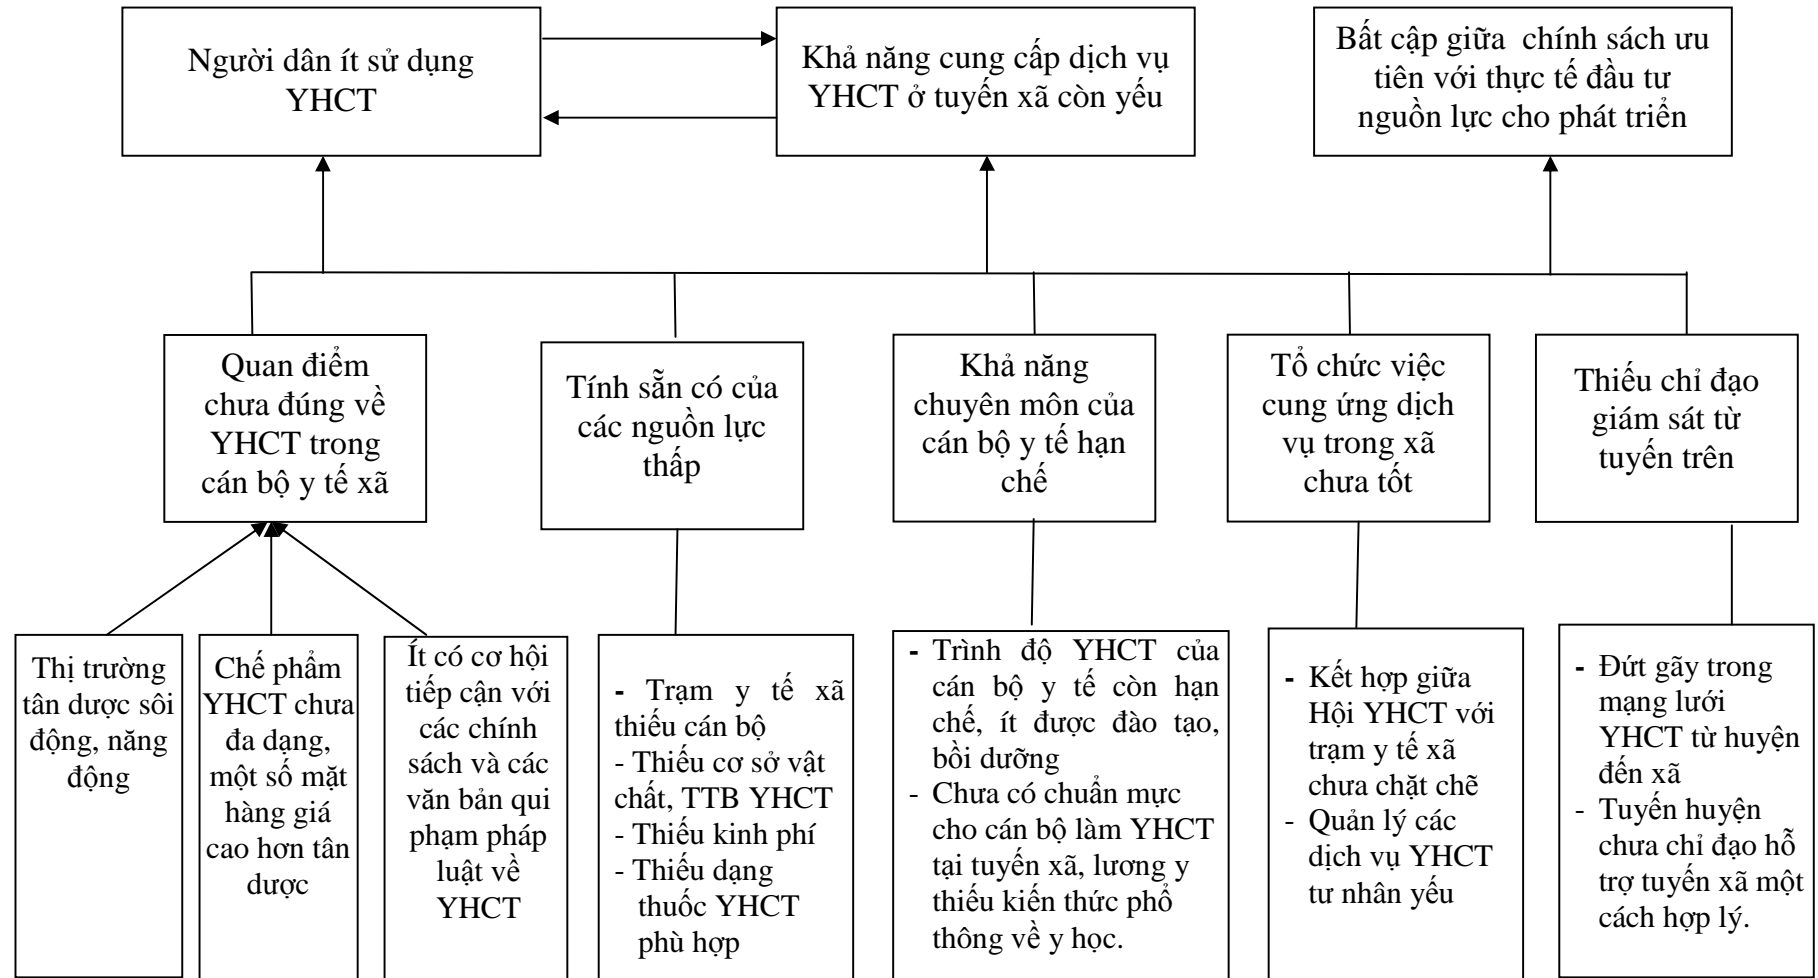 Người dân ít sử dụng
YHCT
Khả năng cung cấp dịch vụ
YHCT ở tuyến xã còn yếu
Bất cập giữa chính sách ưu
tiên với thực tế đầu tư
nguồn lực cho phát triển
Quan điểm
chưa đúng về
YHCT trong
cán bộ y tế xã
Tính sẵn có của
các nguồn lực
thấp
Khả năng
chuyên môn của
cán bộ y tế hạn
chế
Tổ chức việc
cung ứng dịch
vụ trong xã
chưa tốt
Thiếu chỉ đạo
giám sát từ
tuyến trên
Thị trường
tân dược sôi
động, năng
động
Chế phẩm
YHCT chưa
đa dạng,
một số mặt
hàng giá
cao hơn tân
dược
Ít có cơ hội
tiếp cận với
các chính
sách và các
văn bản qui
phạm pháp
luật về
YHCT
- Trạm y tế xã
thiếu cán bộ
- Thiếu cơ sở vật
chất, TTB YHCT
- Thiếu kinh phí
- Thiếu dạng
thuốc YHCT
phù hợp
- Trình độ YHCT của
cán bộ y tế còn hạn
chế, ít được đào tạo,
bồi dưỡng
- Chưa có chuẩn mực
cho cán bộ làm YHCT
tại tuyến xã, lương y
thiếu kiến thức phổ
thông về y học.
- Kết hợp giữa
Hội YHCT với
trạm y tế xã
chưa chặt chẽ
- Quản lý các
dịch vụ YHCT
tư nhân yếu
- Đứt gãy trong
mạng lưới
YHCT từ huyện
đến xã
- Tuyến huyện
chưa chỉ đạo hỗ
trợ tuyến xã một
cách hợp lý.